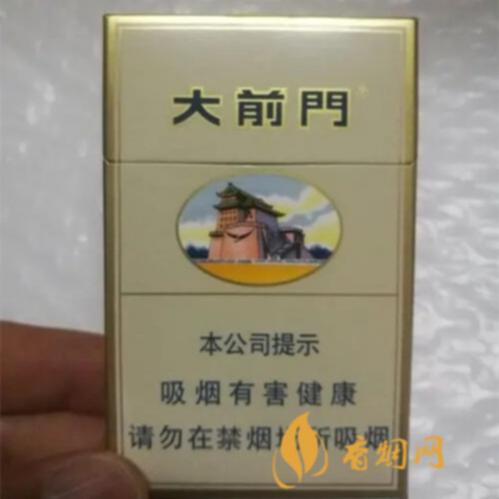 大前門
本公司提示
吸烟有害健康
请勿在禁烟场所吸烟
香烟网